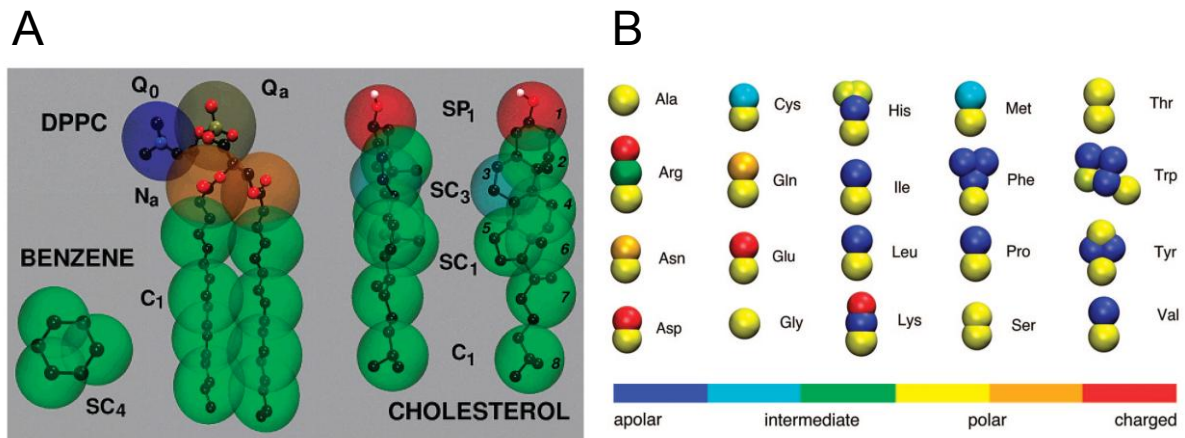 A
Q0 Qa
DPPC
Na
BENZENE
C1
SC4
SP1
SC3
SC1
C1
CHOLESTEROL
1
2
3
4
5
6
7
8
B
Ala
Cys
His
Met
Thr
Arg
Gln
Ile
Phe
Trp
Asn
Glu
Leu
Pro
Tyr
Asp
Gly
Lys
Ser
Val
apolar intermediate polar charged